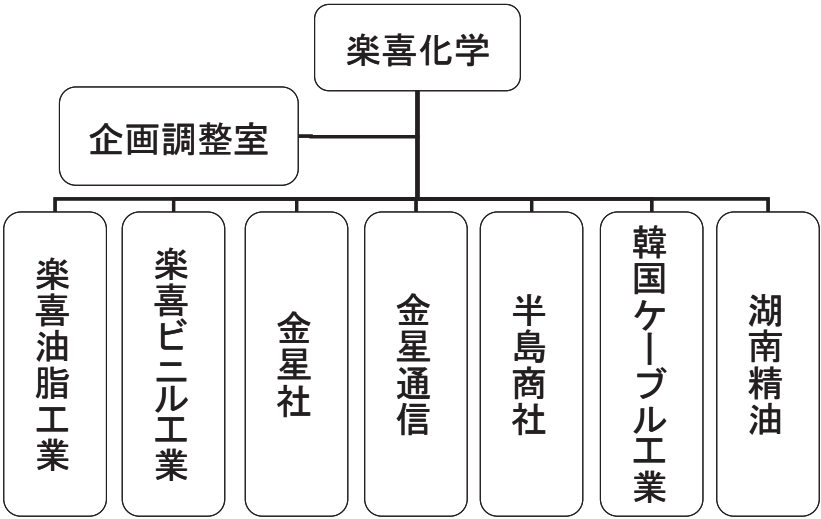 楽喜化学
企画調整室
楽喜油脂工業
楽喜ビニル工業
金星社
金星通信
半島商社
韓国ケーブル工業
湖南精油